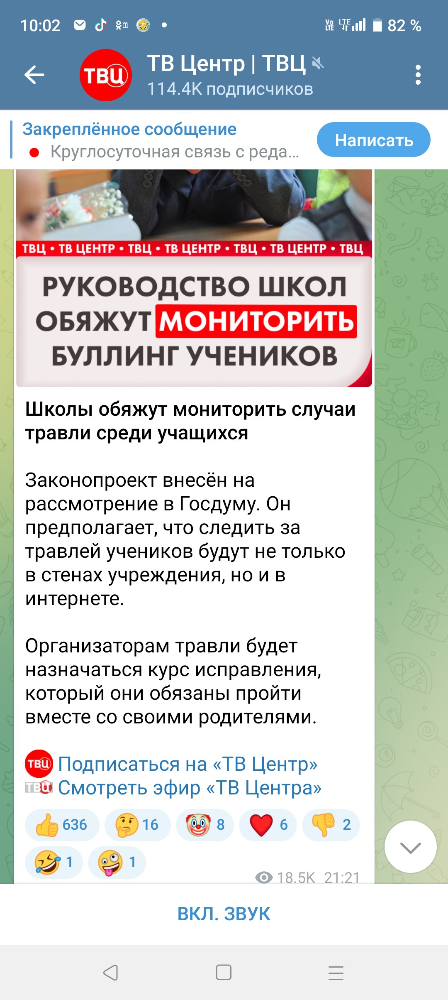 10:02
Vo LTE LTE 82 %
ТВЦ
ТВ Центр | ТВЦ
114.4K подписчиков
Закреплённое сообщение
Круглосуточная связь с реда...
Написать
ТВЦ • ТВ ЦЕНТР • ТВЦ • ТВ ЦЕНТР • ТВЦ • ТВ ЦЕНТР • ТВЦ
РУКОВОДСТВО ШКОЛ
ОБЯЖУТ МОНИТОРИТЬ
БУЛЛИНГ УЧЕНИКОВ
Школы обяжут мониторить случаи
травли среди учащихся
Законопроект внесён на
рассмотрение в Госдуму. Он
предполагает, что следить за
травлей учеников будут не только
в стенах учреждения, но и в
интернете.
Организаторам травли будет
назначаться курс исправления,
который они обязаны пройти
вместе со своими родителями.
ТВЦ Подписаться на «ТВ Центр»
ТВЦ Смотреть эфир «ТВ Центра»
👍 636 🤔 16 🤡 8 ❤ 6 👎 2
🤣 1 🤪 1
18.5K 21:21
ВКЛ. ЗВУК